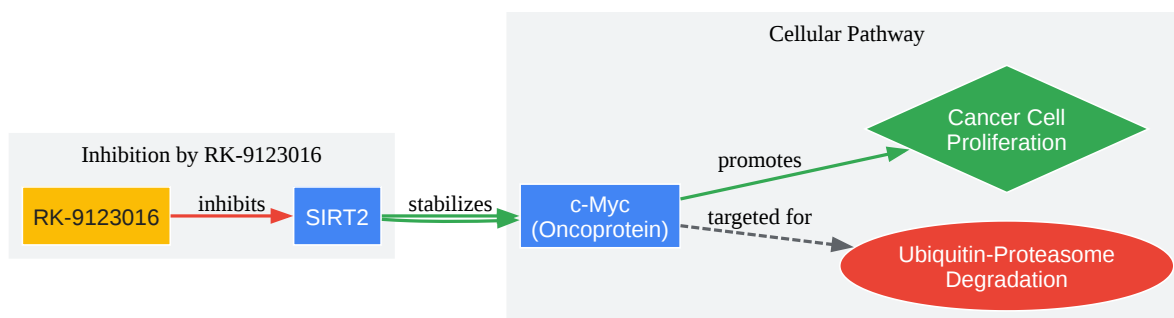 Cellular Pathway
Cancer Cell
Proliferation
Inhibition by RK-9123016
promotes
RK-9123016
inhibits
SIRT2
stabilizes
c-Myc
(Oncoprotein)
targeted for
Ubiquitin-Proteasome
Degradation